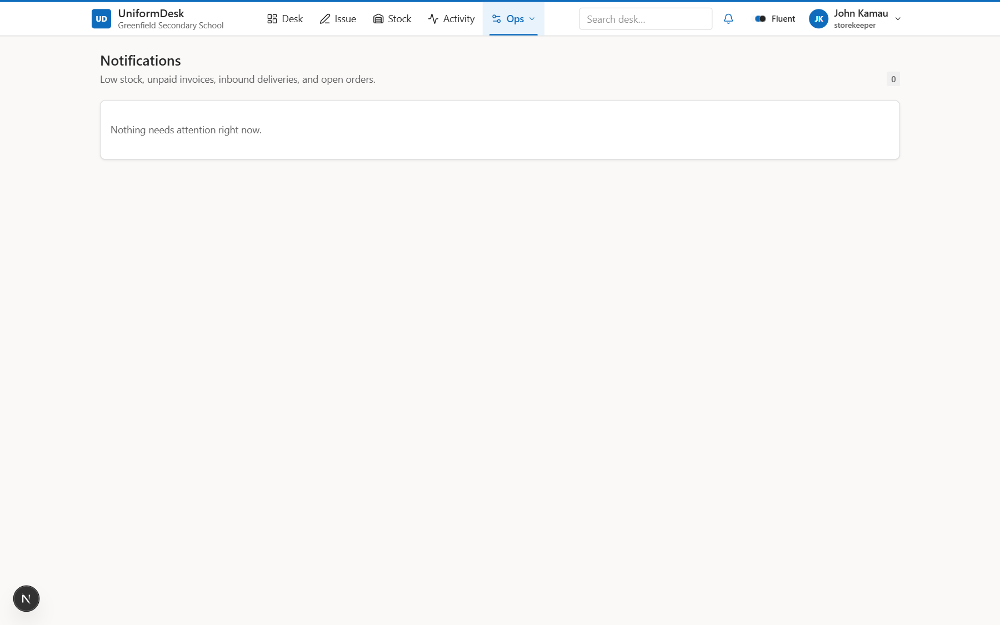 UD
UniformDesk
Greenfield Secondary School
Desk
Issue
Stock
Activity
Ops
Search desk...
Fluent
JK
John Kamau
storekeeper
Notifications
Low stock, unpaid invoices, inbound deliveries, and open orders.
0
Nothing needs attention right now.
N